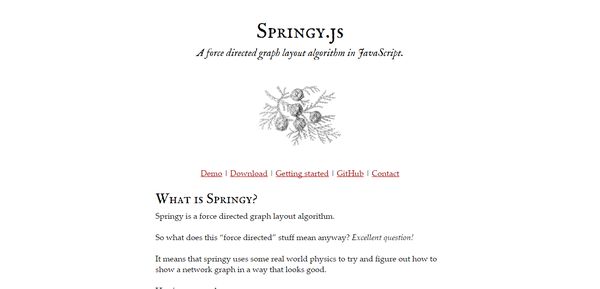 Springy.js
A force directed graph layout algorithm in JavaScript.
Demo | Download | Getting started | GitHub | Contact
What is Springy?
Springy is a force directed graph layout algorithm.
So what does this “force directed” stuff mean anyway? Excellent question!
It means that springy uses some real world physics to try and figure out how to
show a network graph in a way that looks good.